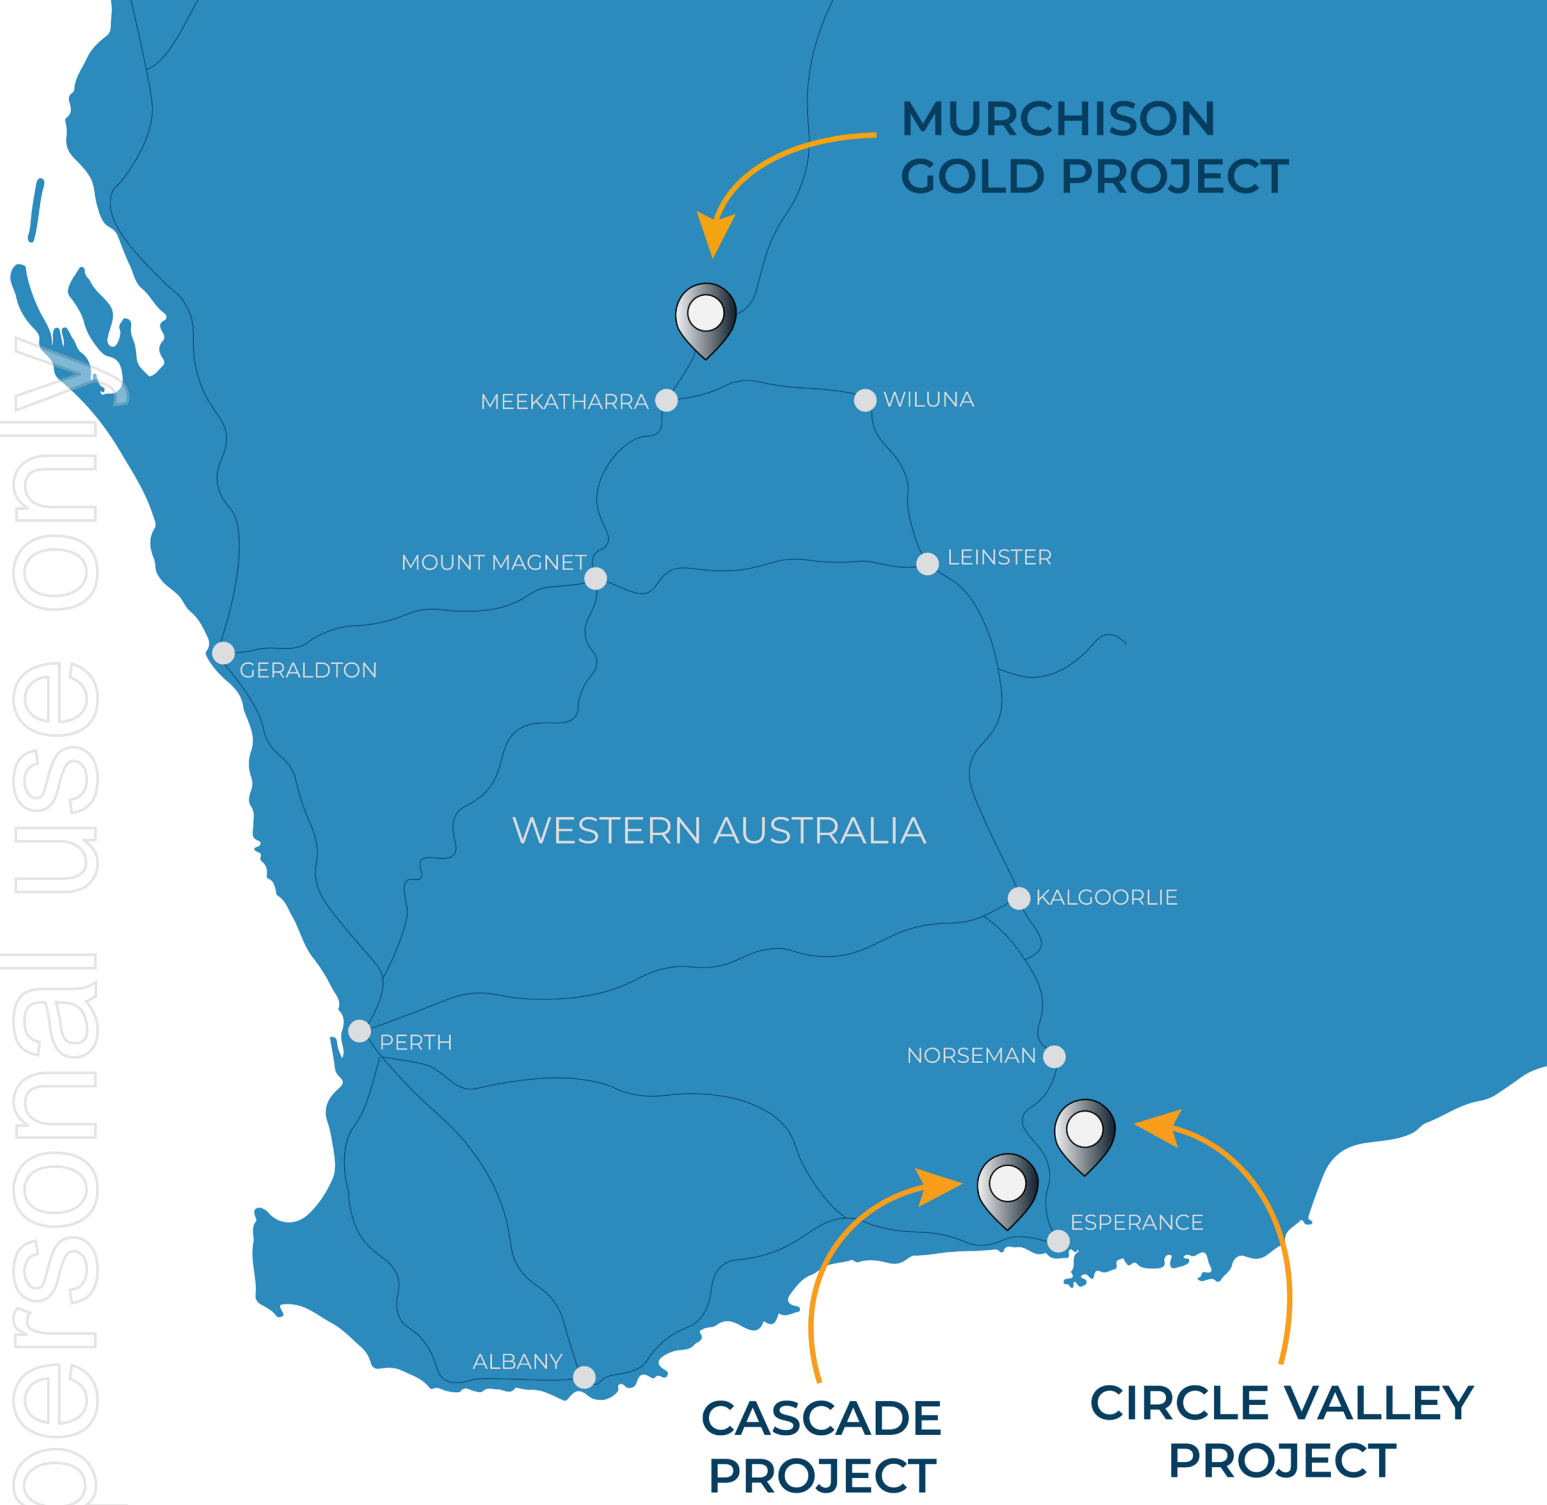 MURCHISON
GOLD PROJECT
MEEKATHARRA
WILUNA
MOUNT MAGNET
LEINSTER
GERALDTON
WESTERN AUSTRALIA
KALGOORLIE
PERTH
NORSEMAN
ESPERANCE
ALBANY
CASCADE
PROJECT
CIRCLE VALLEY
PROJECT
personal use only